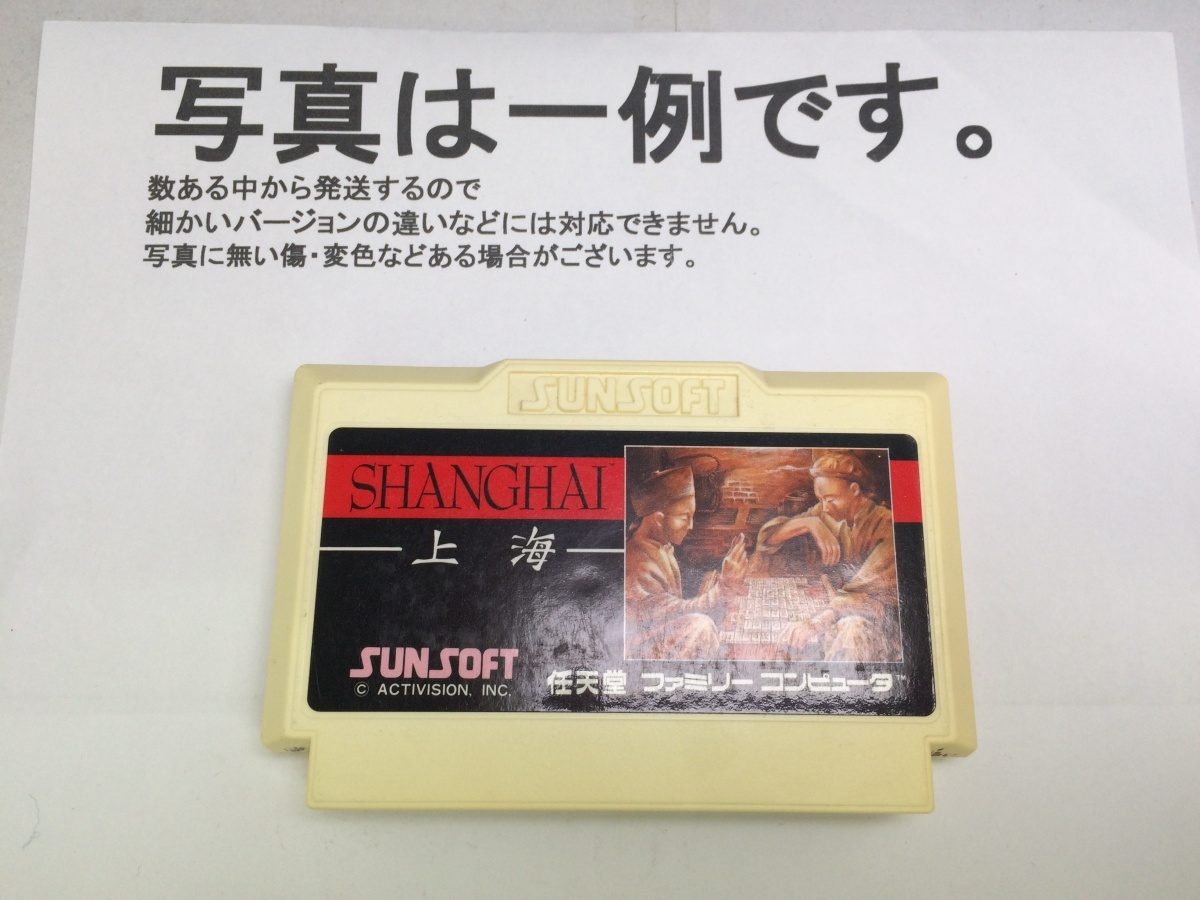 写真は一例です。
数ある中から発送するので
細かいバージョンの違いなどには対応できません。
写真に無い傷・変色などある場合がございます。
SUNSOFT
SHANGHAI
上海
SUNSOFT
© ACTIVISION, INC.
任天堂 ファミリーコンピュータ™